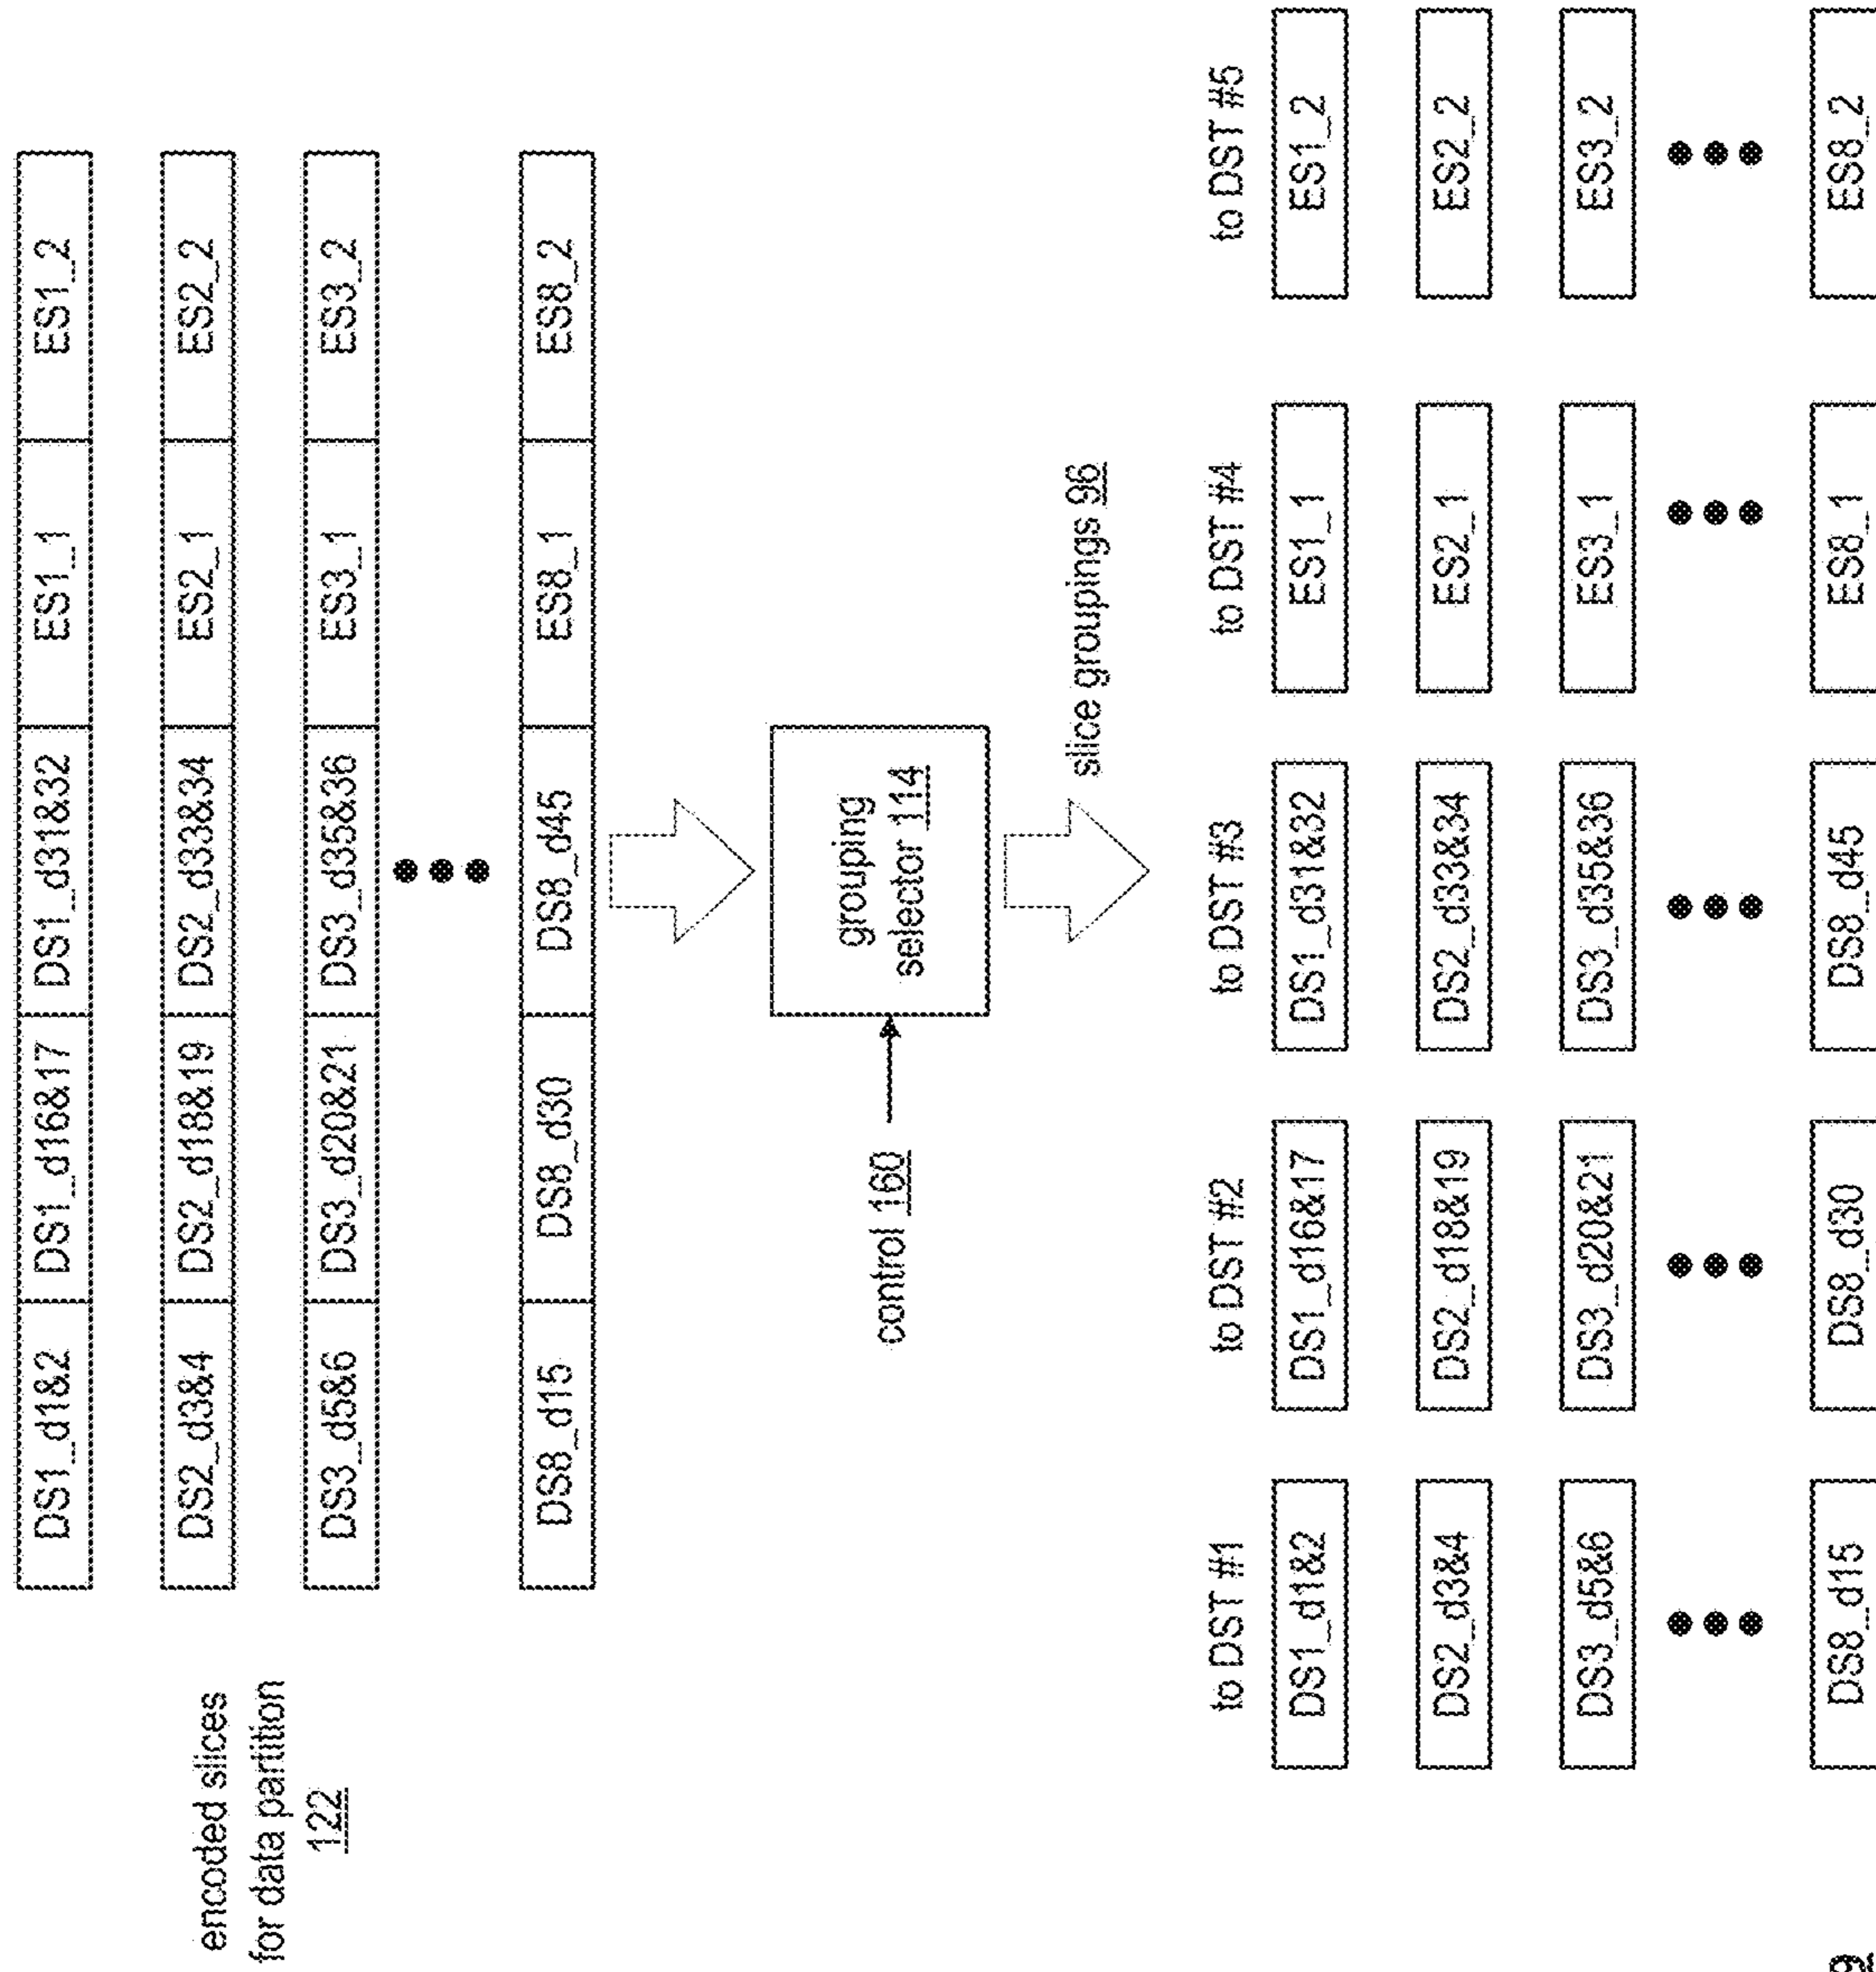 encoded slices
for data partition
122
DS1_d1&2 DS1_d16&17 DS1_d31&32 ES1_1 ES1_2
DS2_d3&4 DS2_d18&19 DS2_d33&34 ES2_1 ES2_2
DS3_d5&6 DS3_d20&21 DS3_d35&36 ES3_1 ES3_2
DS8_d15 DS8_d30 DS8_d45 ES8_1 ES8_2
control 160
grouping
selector 114
slice groupings 96
to DST #1 to DST #2 to DST #3 to DST #4 to DST #5
DS1_d1&2 DS1_d16&17 DS1_d31&32 ES1_1 ES1_2
DS2_d3&4 DS2_d18&19 DS2_d33&34 ES2_1 ES2_2
DS3_d5&6 DS3_d20&21 DS3_d35&36 ES3_1 ES3_2
DS8_d15 DS8_d30 DS8_d45 ES8_1 ES8_2